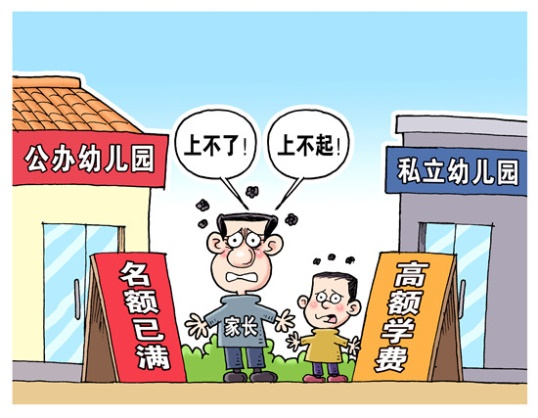 上不了！
上不起！
公办幼儿园
私立幼儿园
名额已满
家长
高额学费